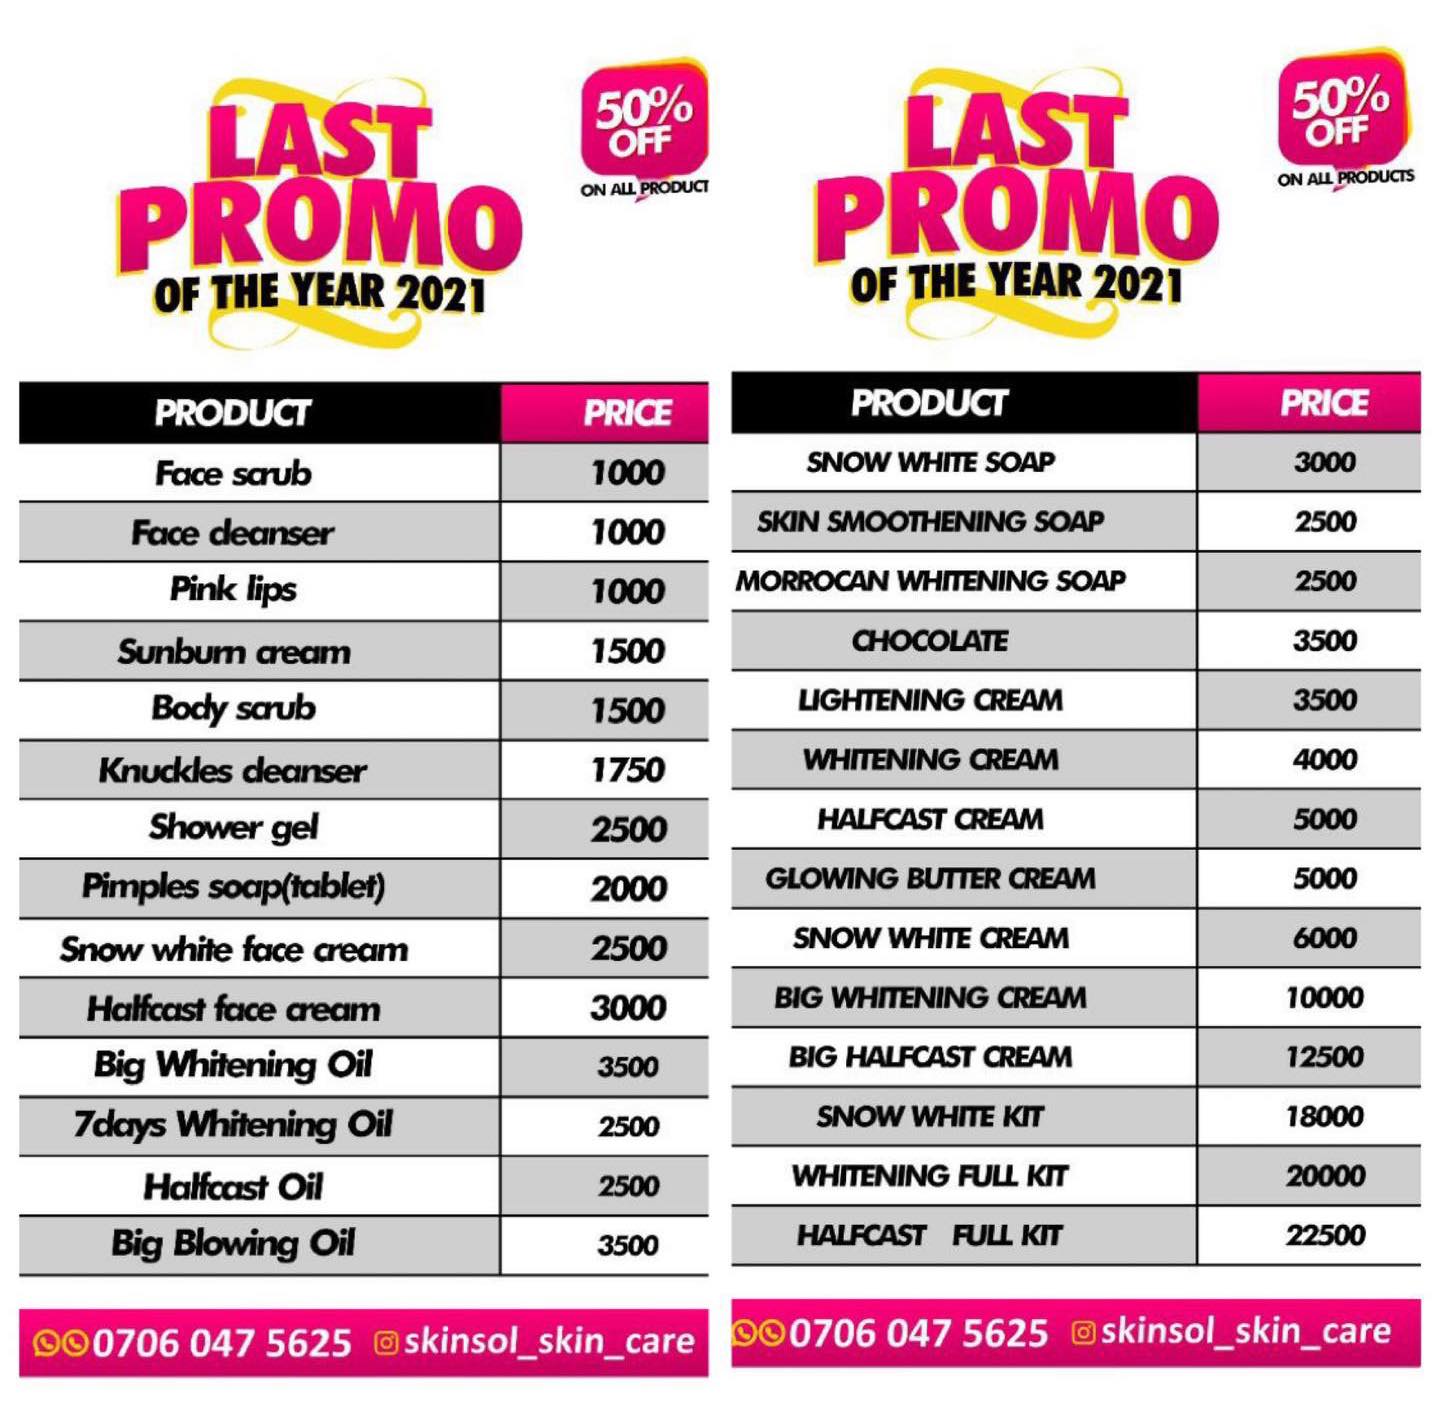 LAST
PROMO
OF THE YEAR 2021
50%
OFF
ON ALL PRODUCT
PRODUCT PRICE
Face scrub 1000
Face cleanser 1000
Pink lips 1000
Sunburn cream 1500
Body scrub 1500
Knuckles cleanser 1750
Shower gel 2500
Pimples soap(tablet) 2000
Snow white face cream 2500
Halfcast face cream 3000
Big Whitening Oil 3500
7days Whitening Oil 2500
Halfcast Oil 2500
Big Blowing Oil 3500
0706 047 5625 skinsol_skin_care
LAST
PROMO
OF THE YEAR 2021
50%
OFF
ON ALL PRODUCTS
PRODUCT PRICE
SNOW WHITE SOAP 3000
SKIN SMOOTHENING SOAP 2500
MORROCAN WHITENING SOAP 2500
CHOCOLATE 3500
LIGHTENING CREAM 3500
WHITENING CREAM 4000
HALFCAST CREAM 5000
GLOWING BUTTER CREAM 5000
SNOW WHITE CREAM 6000
BIG WHITENING CREAM 10000
BIG HALFCAST CREAM 12500
SNOW WHITE KIT 18000
WHITENING FULL KIT 20000
HALFCAST FULL KIT 22500
0706 047 5625 skinsol_skin_care